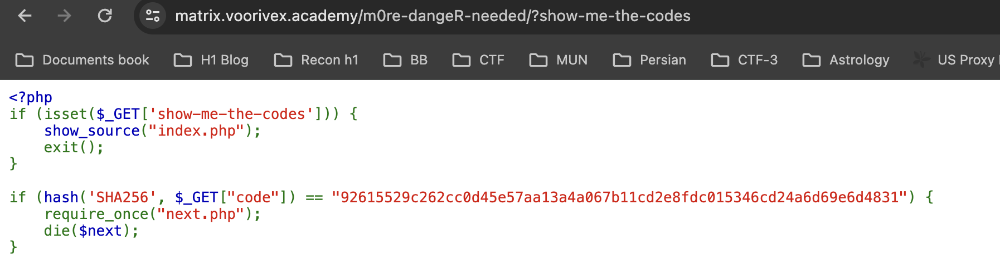 matrix.voorivex.academy/m0re-dangeR-needed/?show-me-the-codes
Documents book H1 Blog Recon h1 BB CTF MUN Persian CTF-3 Astrology US Proxy
<?php
if (isset($_GET['show-me-the-codes'])) {
    show_source("index.php");
    exit();
}

if (hash('SHA256', $_GET["code"]) == "92615529c262cc0d45e57aa13a4a067b11cd2e8fdc015346cd24a6d69e6d4831") {
    require_once("next.php");
    die($next);
}